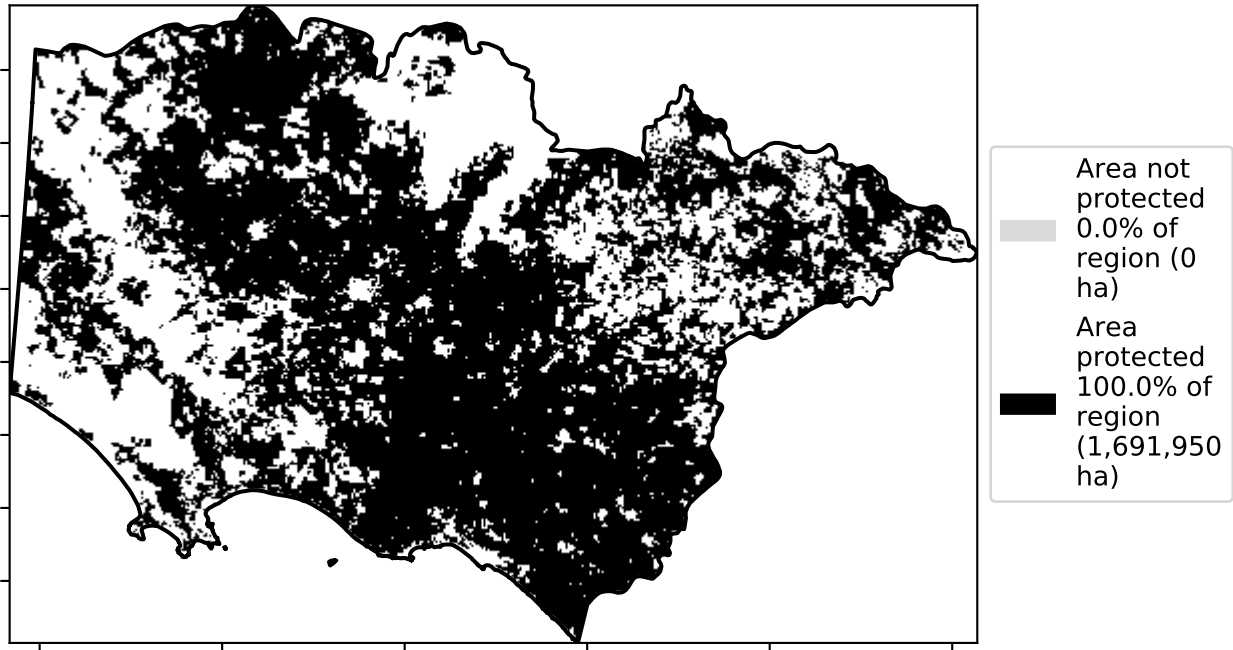 Area not
protected
0.0% of
region (0
ha)
Area
protected
100.0% of
region
(1,691,950
ha)